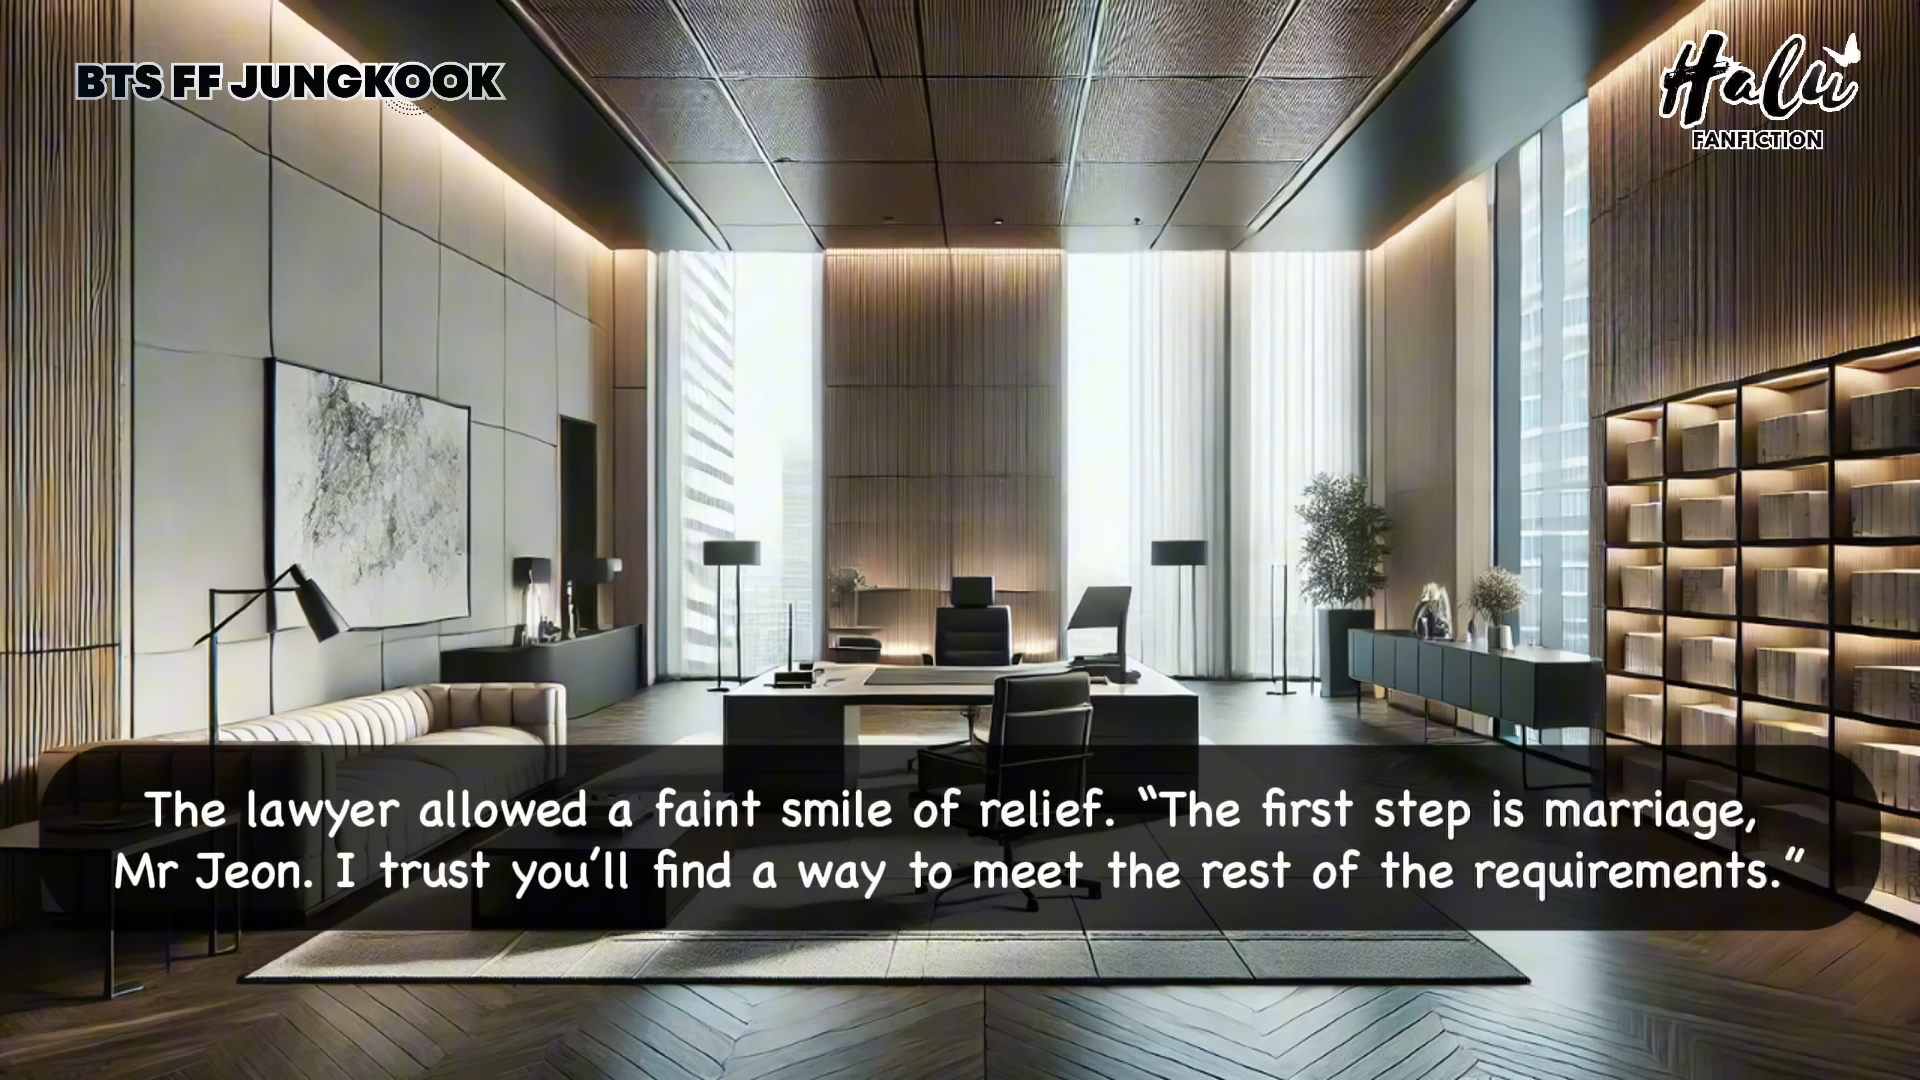 BTS FF JUNGKOOK
Halu
FANFICTION
The lawyer allowed a faint smile of relief. “The first step is marriage,
Mr Jeon. I trust you’ll find a way to meet the rest of the requirements.”